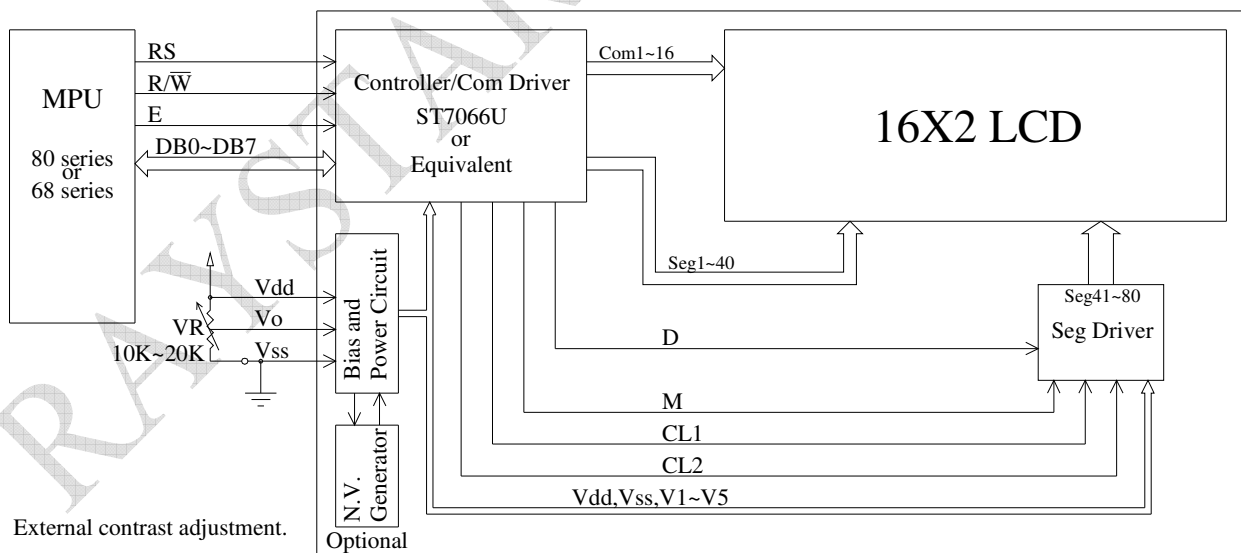 RS
R/W̅
E
DB0~DB7
MPU
80 series
or
68 series
Controller/Com Driver
ST7066U
or
Equivalent
Com1~16
16X2 LCD
Seg1~40
Seg41~80
Seg Driver
Vdd
Vo
Vss
VR
10K~20K
Bias and
Power Circuit
N.V.
Generator
Optional
D
M
CL1
CL2
Vdd,Vss,V1~V5
External contrast adjustment.
RAYSTAR